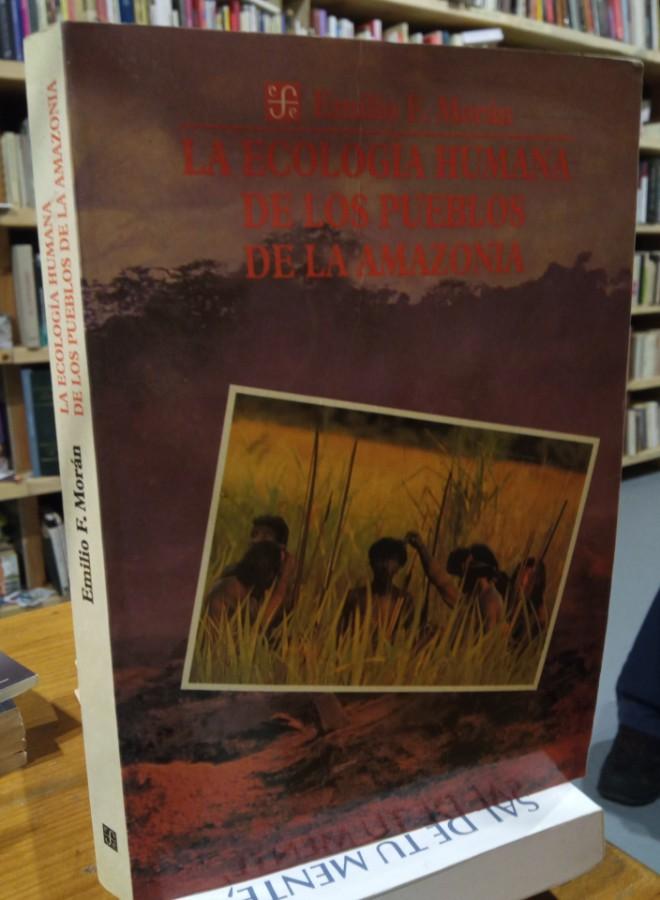 Emilio F. Morán
LA ECOLOGÍA HUMANA
DE LOS PUEBLOS
DE LA AMAZONIA
LA ECOLOGÍA HUMANA
DE LOS PUEBLOS DE LA AMAZONIA
Emilio F. Morán
SAL DE TU MENTE,